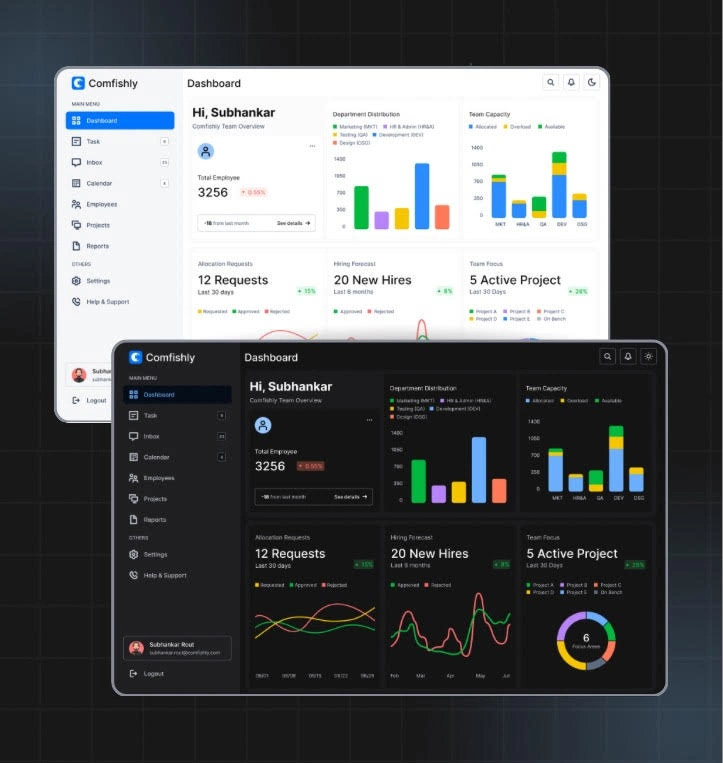 Comfishly
Dashboard
MAIN MENU
Dashboard
Task
Inbox
Calendar
Employees
Projects
Reports
OTHERS
Settings
Help & Support
Logout
Hi, Subhankar
Comfishly Team Overview
Total Employee
3256
0.55%
-18 from last month
See details →
Department Distribution
Marketing (MKT)
HR & Admin (HR&A)
Testing (QA)
Development (DEV)
Design (DSG)
1400
1050
700
350
0
Team Capacity
Allocated
Overload
Available
1400
1050
700
350
0
MKT
HR&A
QA
DEV
DSG
Allocation Requests
12 Requests
Last 30 days
15%
Requested
Approved
Rejected
Hiring Forecast
20 New Hires
Last 6 months
8%
Approved
Rejected
Team Focus
5 Active Project
Last 30 Days
Project A
Project B
Project C
Project D
Project E
On Bench
Comfishly
Dashboard
MAIN MENU
Dashboard
Task
Inbox
Calendar
Employees
Projects
Reports
OTHERS
Settings
Help & Support
Subhankar Rout
subhankarrout@comfishly.com
Logout
Hi, Subhankar
Comfishly Team Overview
Total Employee
3256
0.55%
-18 from last month
See details →
Department Distribution
Marketing (MKT)
HR & Admin (HR&A)
Testing (QA)
Development (DEV)
Design (DSG)
1400
1050
700
350
0
Team Capacity
Allocated
Overload
Available
1400
1050
700
350
0
MKT
HR&A
QA
DEV
DSG
Allocation Requests
12 Requests
Last 30 days
15%
Requested
Approved
Rejected
06/01
06/08
06/15
06/22
06/29
Hiring Forecast
20 New Hires
Last 6 months
8%
Approved
Rejected
Feb
Mar
Apr
May
Jun
Team Focus
5 Active Project
Last 30 Days
Project A
Project B
Project C
Project D
Project E
On Bench
6
Focus Areas